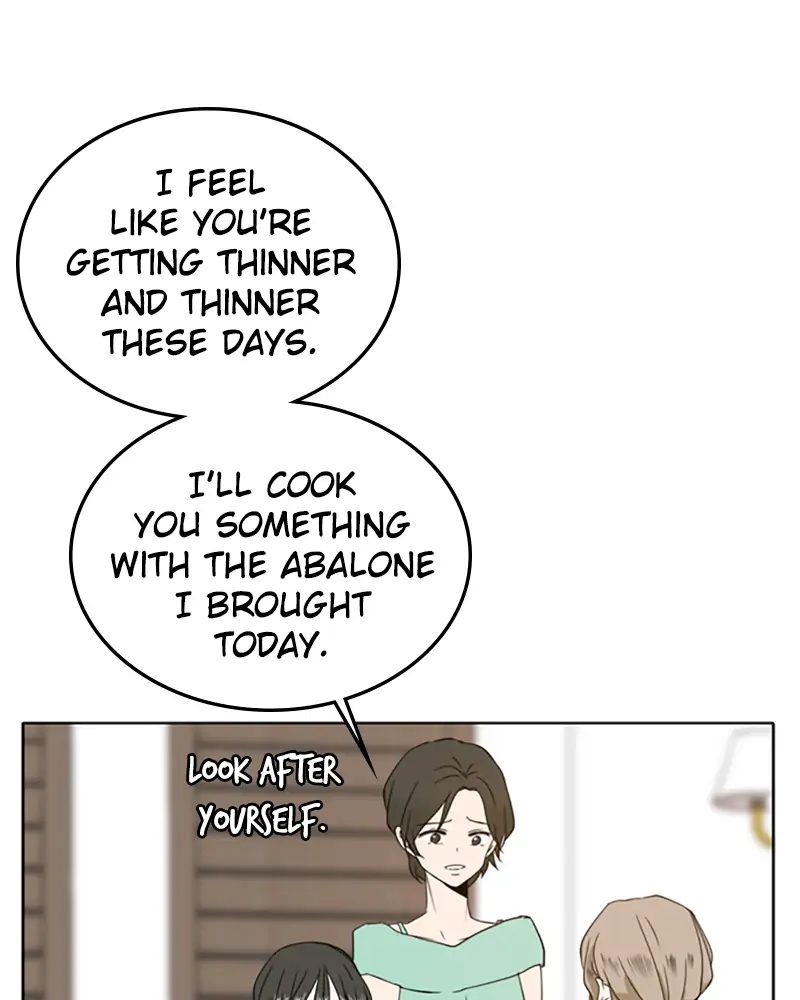 I FEEL
LIKE YOU'RE
GETTING THINNER
AND THINNER
THESE DAYS.
I'LL COOK
YOU SOMETHING
WITH THE ABALONE
I BROUGHT
TODAY.
LOOK AFTER
YOURSELF.